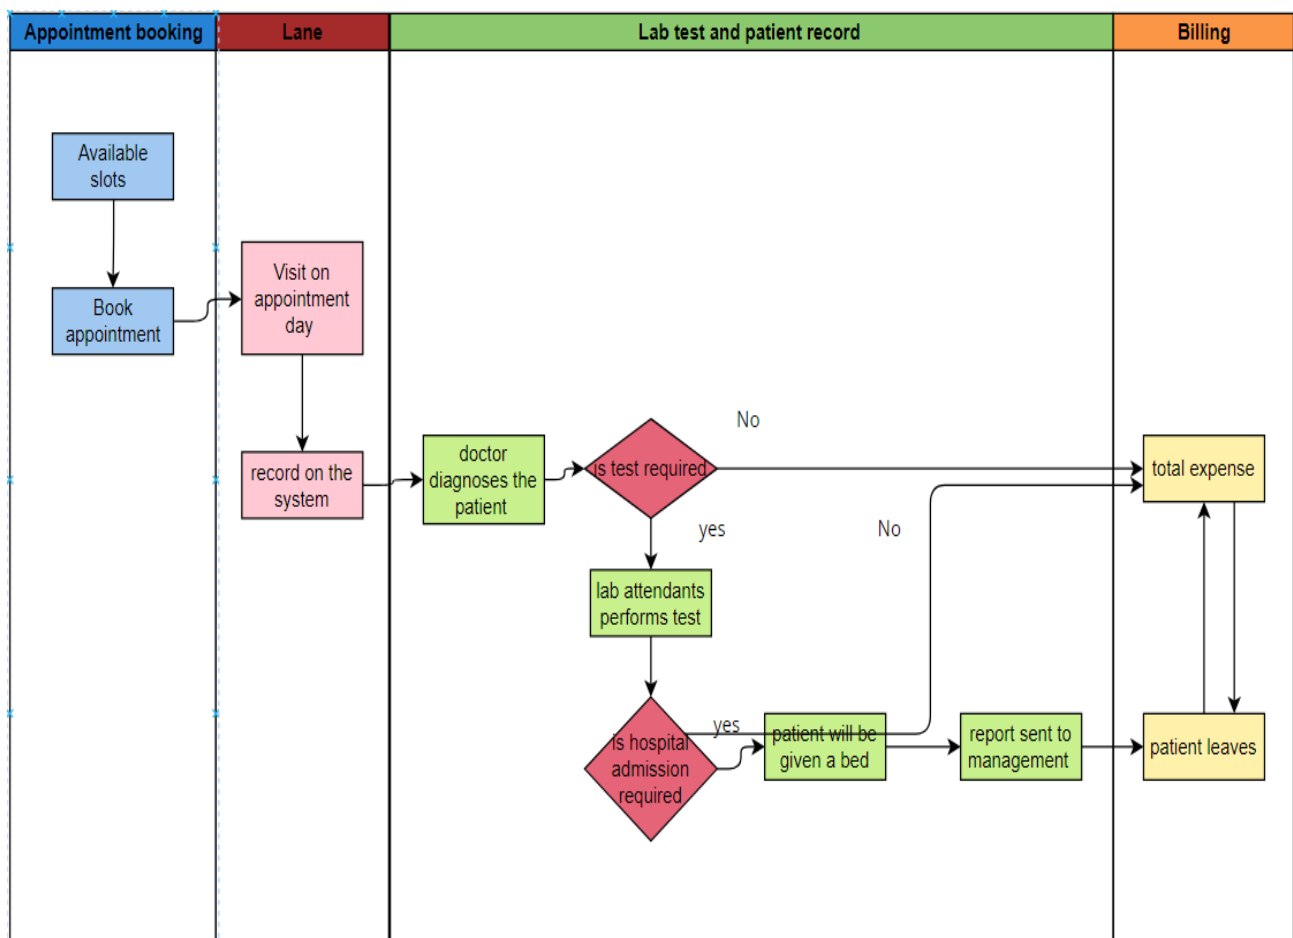 Appointment booking
Lane
Lab test and patient record
Billing
Available
slots
Book
appointment
Visit on
appointment
day
record on the
system
doctor
diagnoses the
patient
is test required
No
yes
lab attendants
performs test
is hospital
admission
required
yes
No
patient will be
given a bed
report sent to
management
total expense
patient leaves